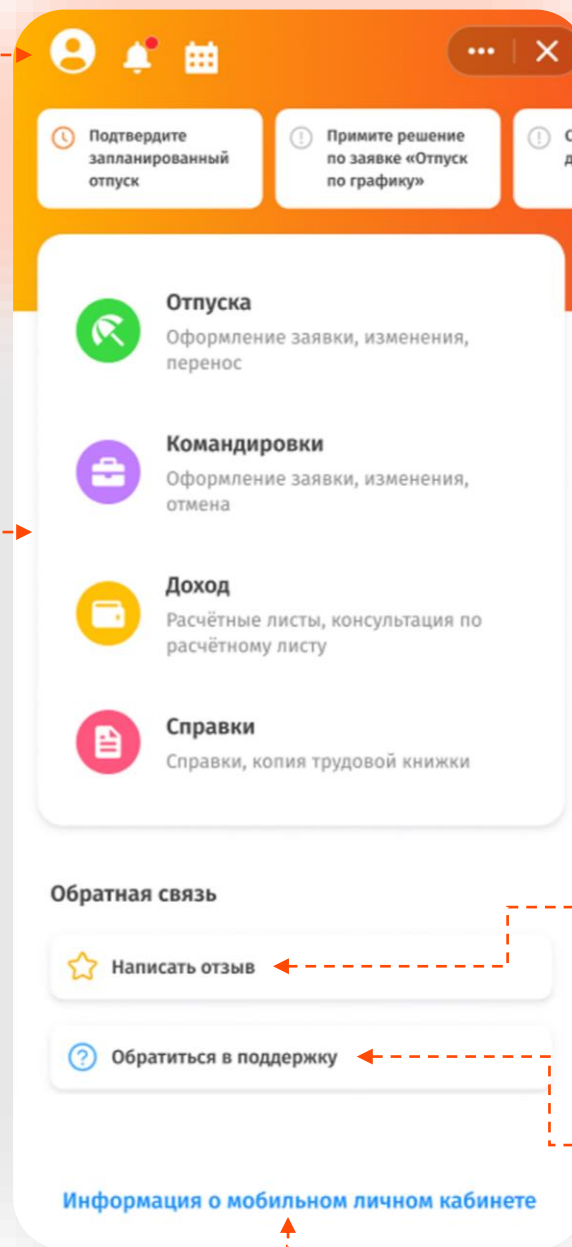 Подтвердите
запланированный
отпуск
Примите решение
по заявке «Отпуск
по графику»
Отпуска
Оформление заявки, изменения,
перенос
Командировки
Оформление заявки, изменения,
отмена
Доход
Расчётные листы, консультация по
расчётному листу
Справки
Справки, копия трудовой книжки
Обратная связь
Написать отзыв
Обратиться в поддержку
Информация о мобильном личном кабинете